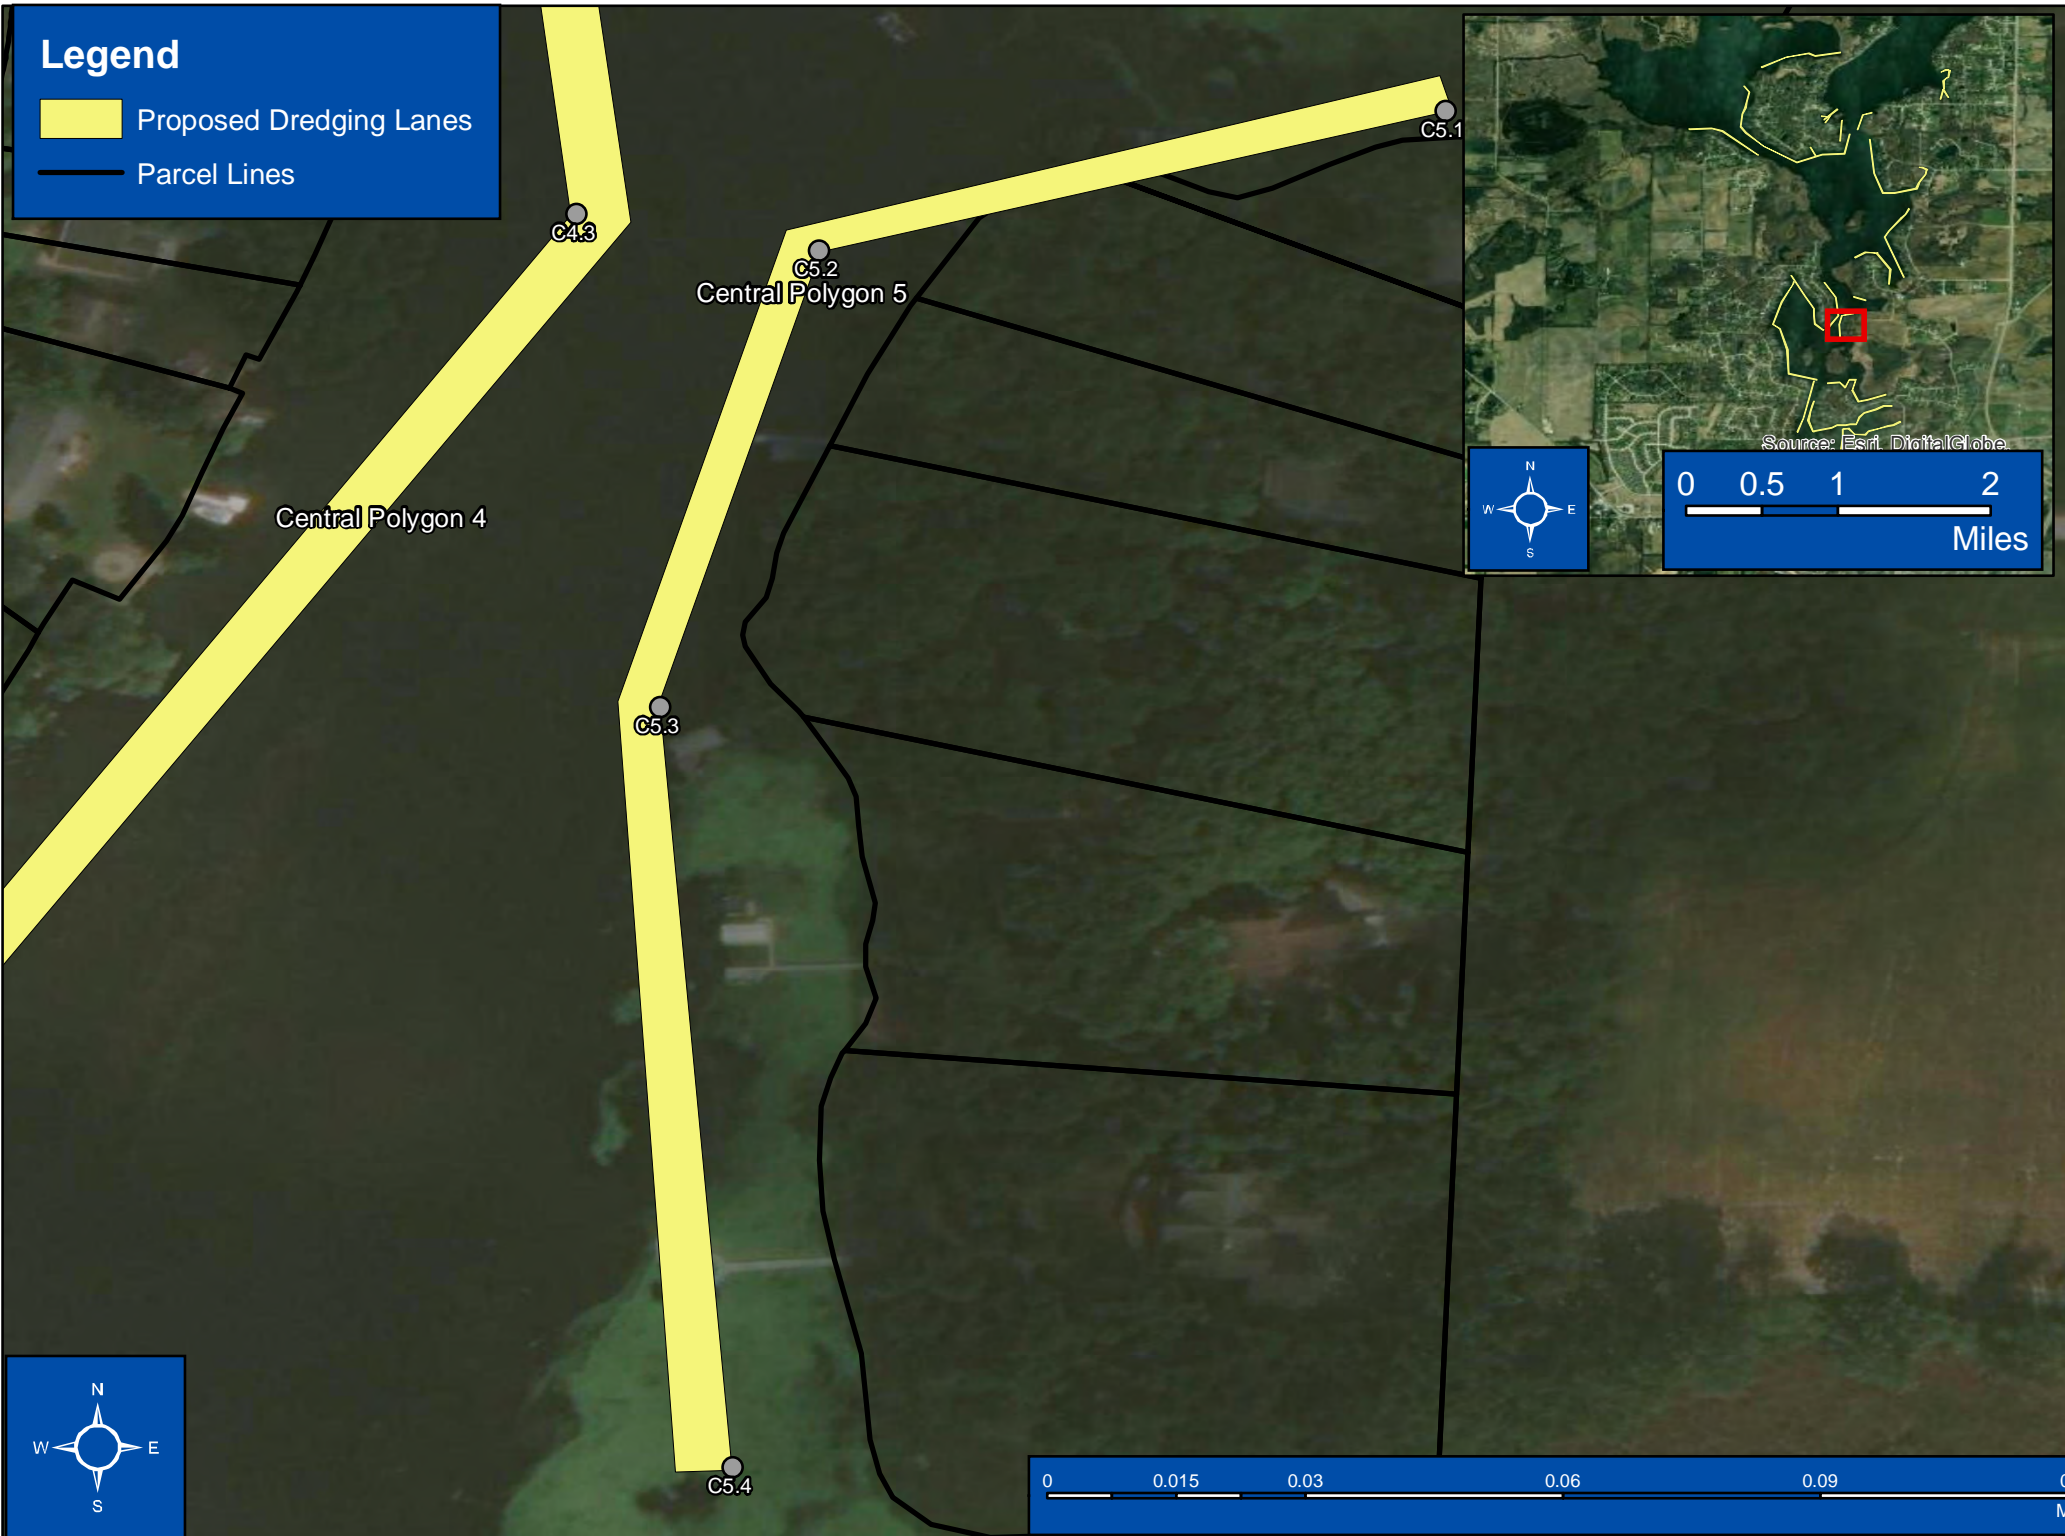 Legend
Proposed Dredging Lanes
Parcel Lines
C4.3
C5.1
C5.2
Central Polygon 5
Central Polygon 4
C5.3
C5.4
Source: Esri, DigitalGlobe,
N
W E
S
0 0.5 1 2
Miles
N
W E
S
0 0.015 0.03 0.06 0.09